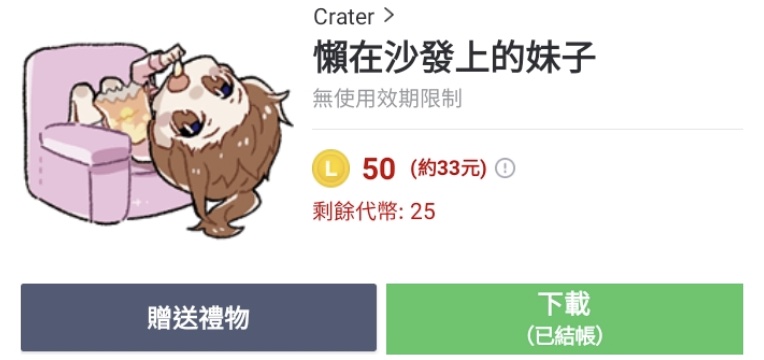 Crater >
懶在沙發上的妹子
無使用效期限制
L 50 (約33元) !
剩餘代幣: 25
贈送禮物
下載
(已結帳)